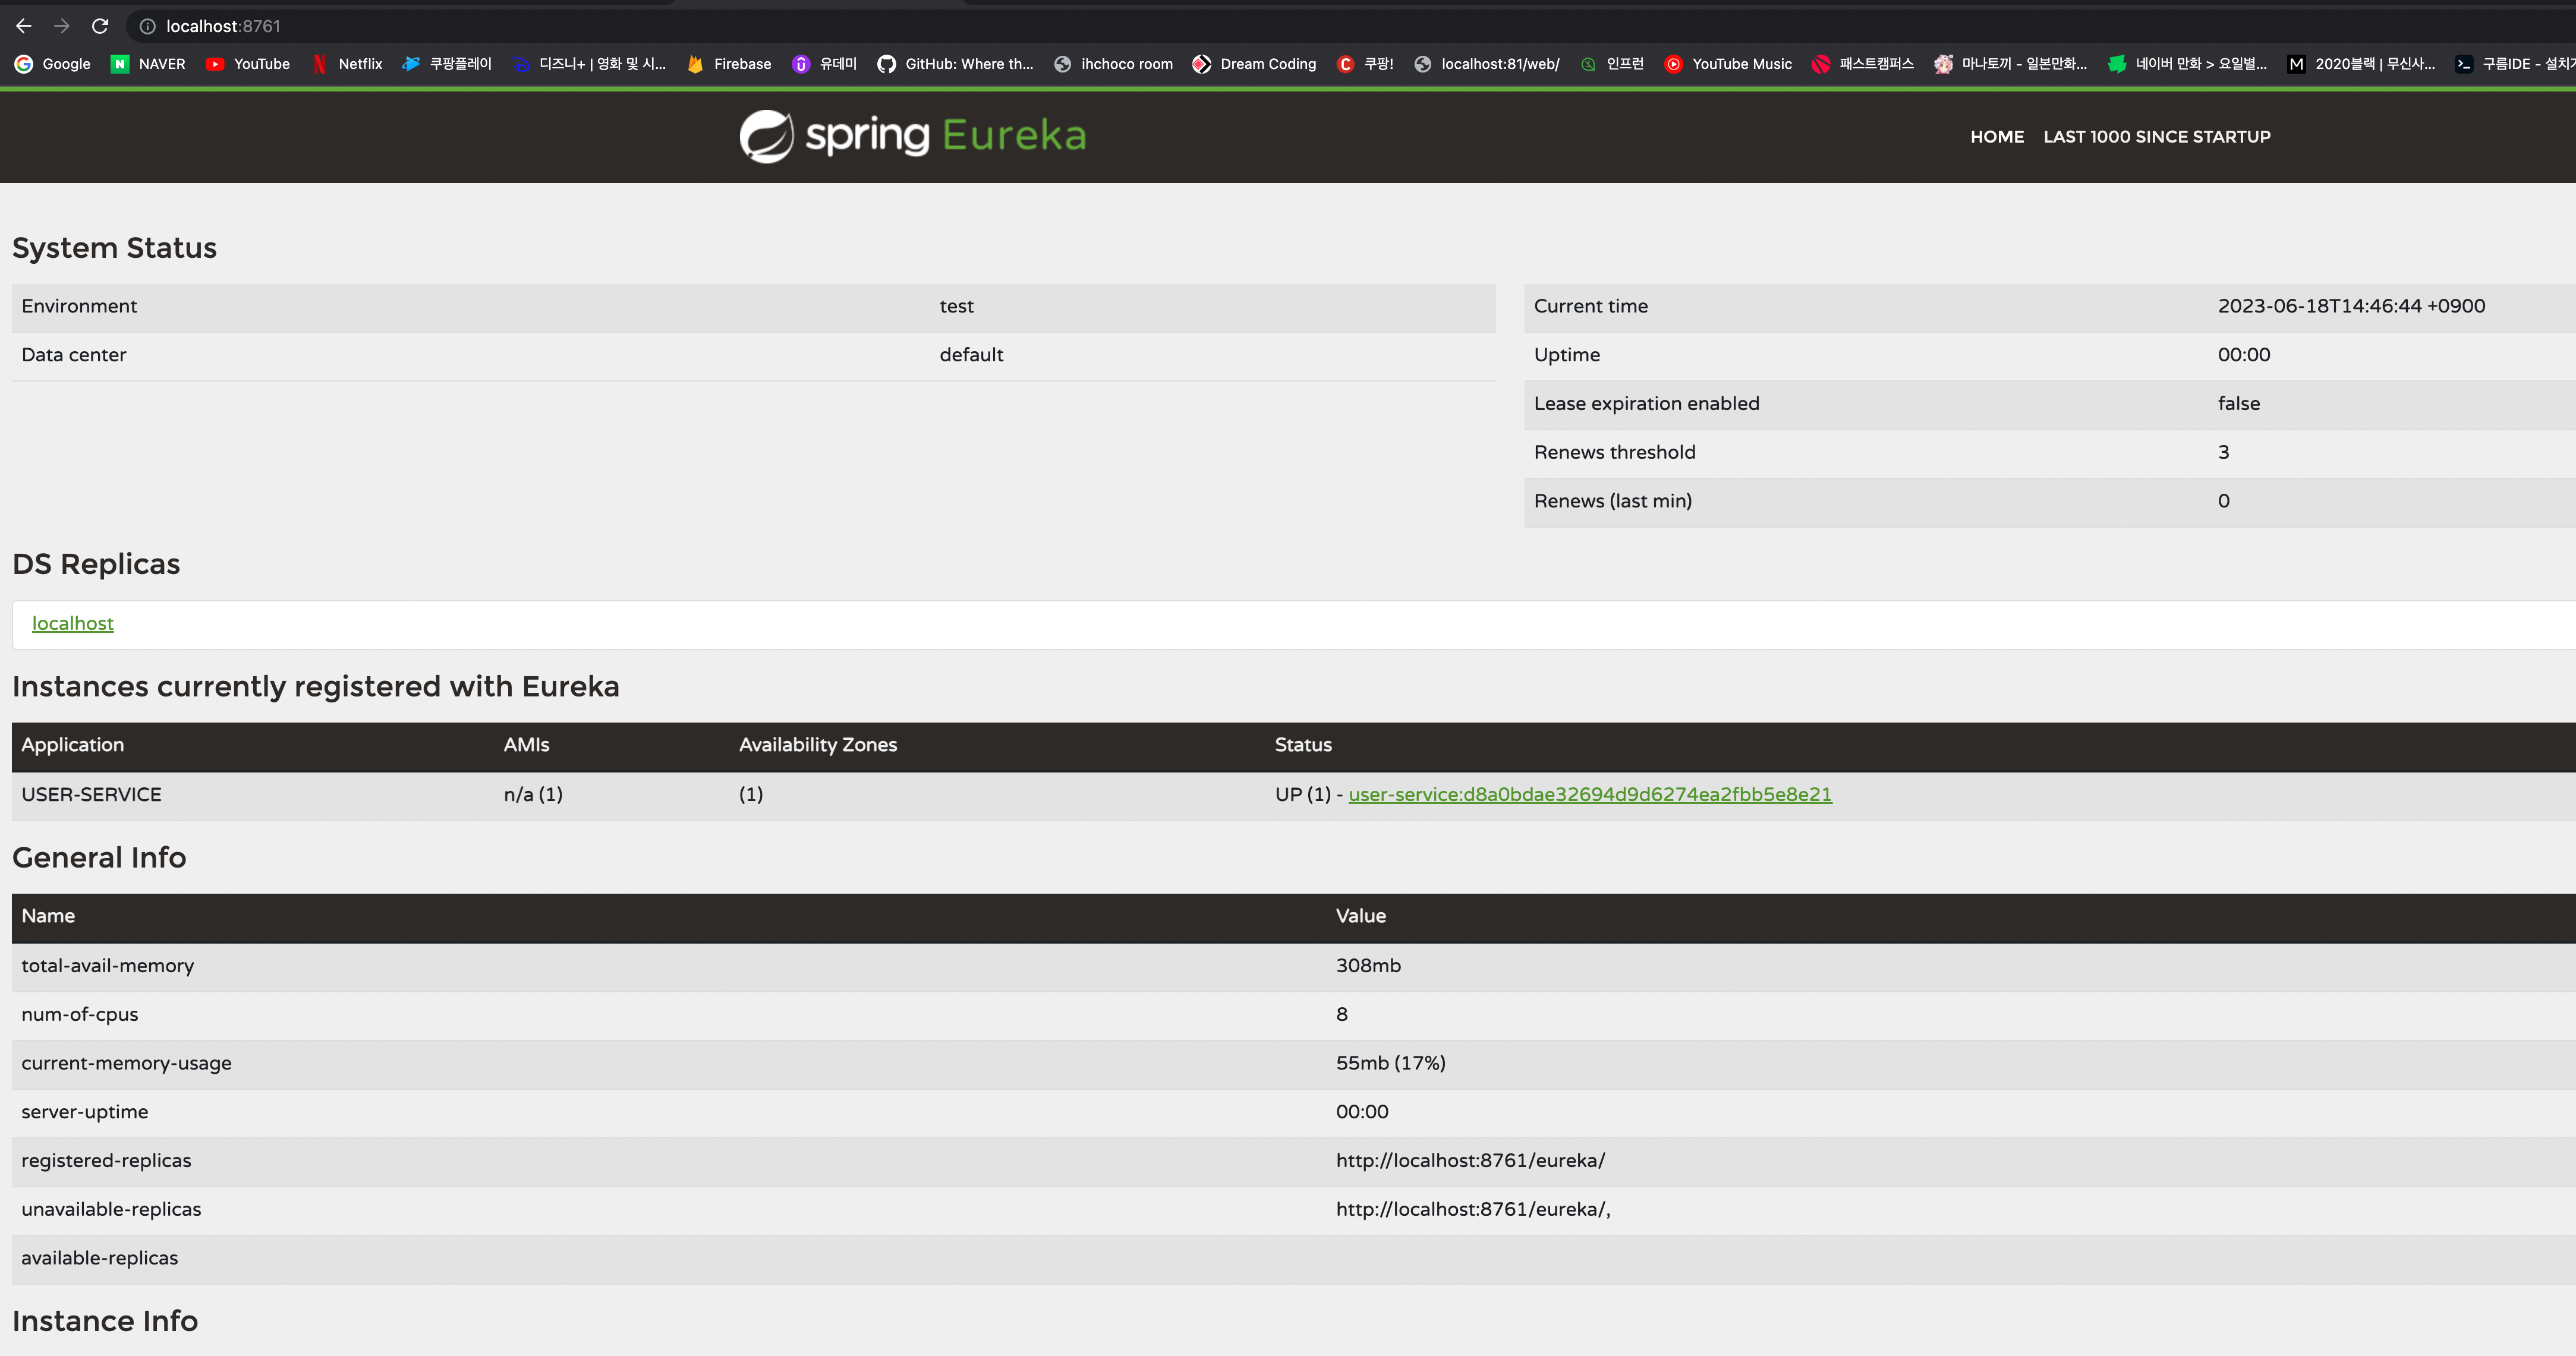 localhost:8761
Google NAVER YouTube Netflix 쿠팡플레이 디즈니+ | 영화 및 시... Firebase 유데미 GitHub: Where th... ihchoco room Dream Coding 쿠팡! localhost:81/web/ 인프런 YouTube Music 패스트캠퍼스 마나토끼 - 일본만화... 네이버 만화 > 요일별... 2020블랙 | 무신사... 구름IDE - 설치
spring Eureka
HOME LAST 1000 SINCE STARTUP
System Status
Environment test
Data center default
Current time 2023-06-18T14:46:44 +0900
Uptime 00:00
Lease expiration enabled false
Renews threshold 3
Renews (last min) 0
DS Replicas
localhost
Instances currently registered with Eureka
Application AMIs Availability Zones Status
USER-SERVICE n/a (1) (1) UP (1) - user-service:d8a0bdae32694d9d6274ea2fbb5e8e21
General Info
Name Value
total-avail-memory 308mb
num-of-cpus 8
current-memory-usage 55mb (17%)
server-uptime 00:00
registered-replicas http://localhost:8761/eureka/
unavailable-replicas http://localhost:8761/eureka/,
available-replicas
Instance Info